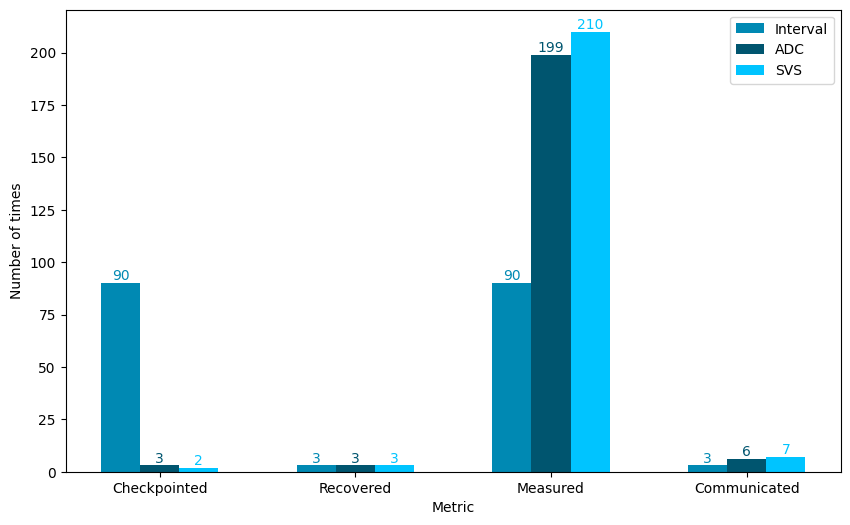 Number of times
200
175
150
125
100
75
50
25
0
Interval
ADC
SVS
90
3
2
3
3
3
90
199
210
3
6
7
Checkpointed
Recovered
Measured
Communicated
Metric